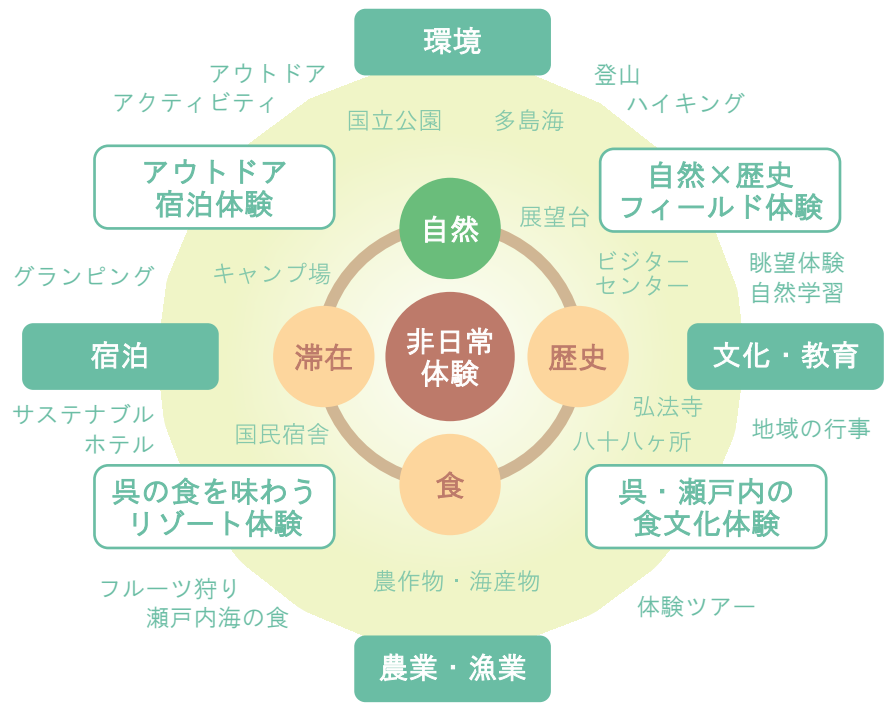 環境
アウトドア
アクティビティ
登山
ハイキング
国立公園
多島海
アウトドア
宿泊体験
自然×歴史
フィールド体験
自然
展望台
グランピング
キャンプ場
ビジター
センター
眺望体験
自然学習
宿泊
滞在
非日常
体験
歴史
文化・教育
サステナブル
ホテル
国民宿舎
弘法寺
八十八ヶ所
地域の行事
食
呉の食を味わう
リゾート体験
呉・瀬戸内の
食文化体験
フルーツ狩り
瀬戸内海の食
農作物・海産物
体験ツアー
農業・漁業